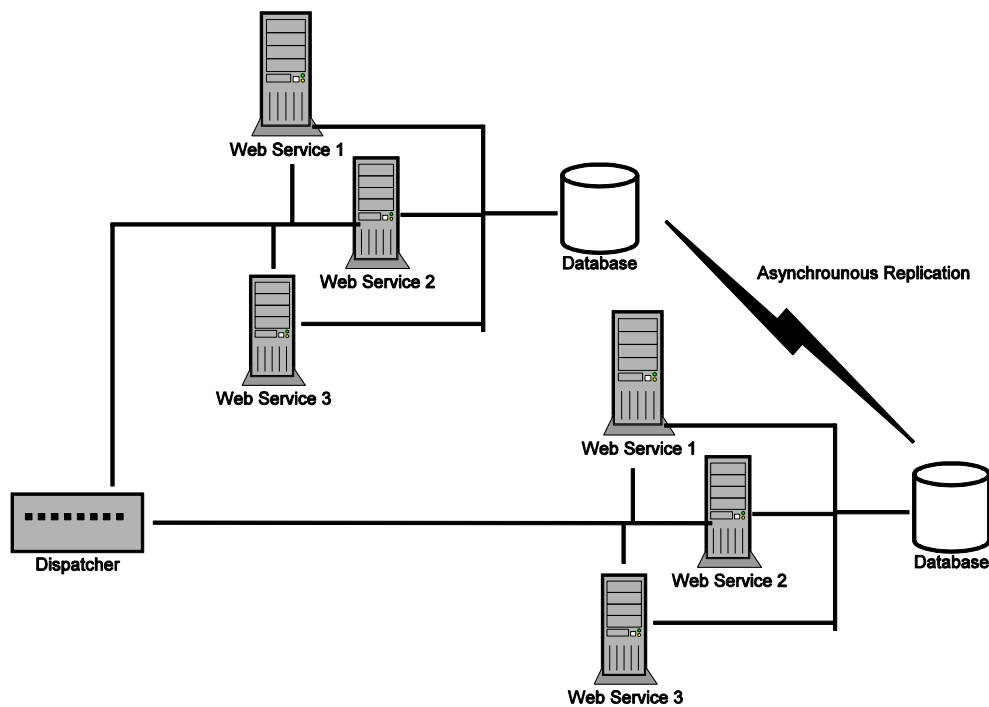 Web Service 1
Web Service 2
Database
Asynchrounous Replication
Web Service 3
Web Service 1
Dispatcher
Web Service 2
Database
Web Service 3